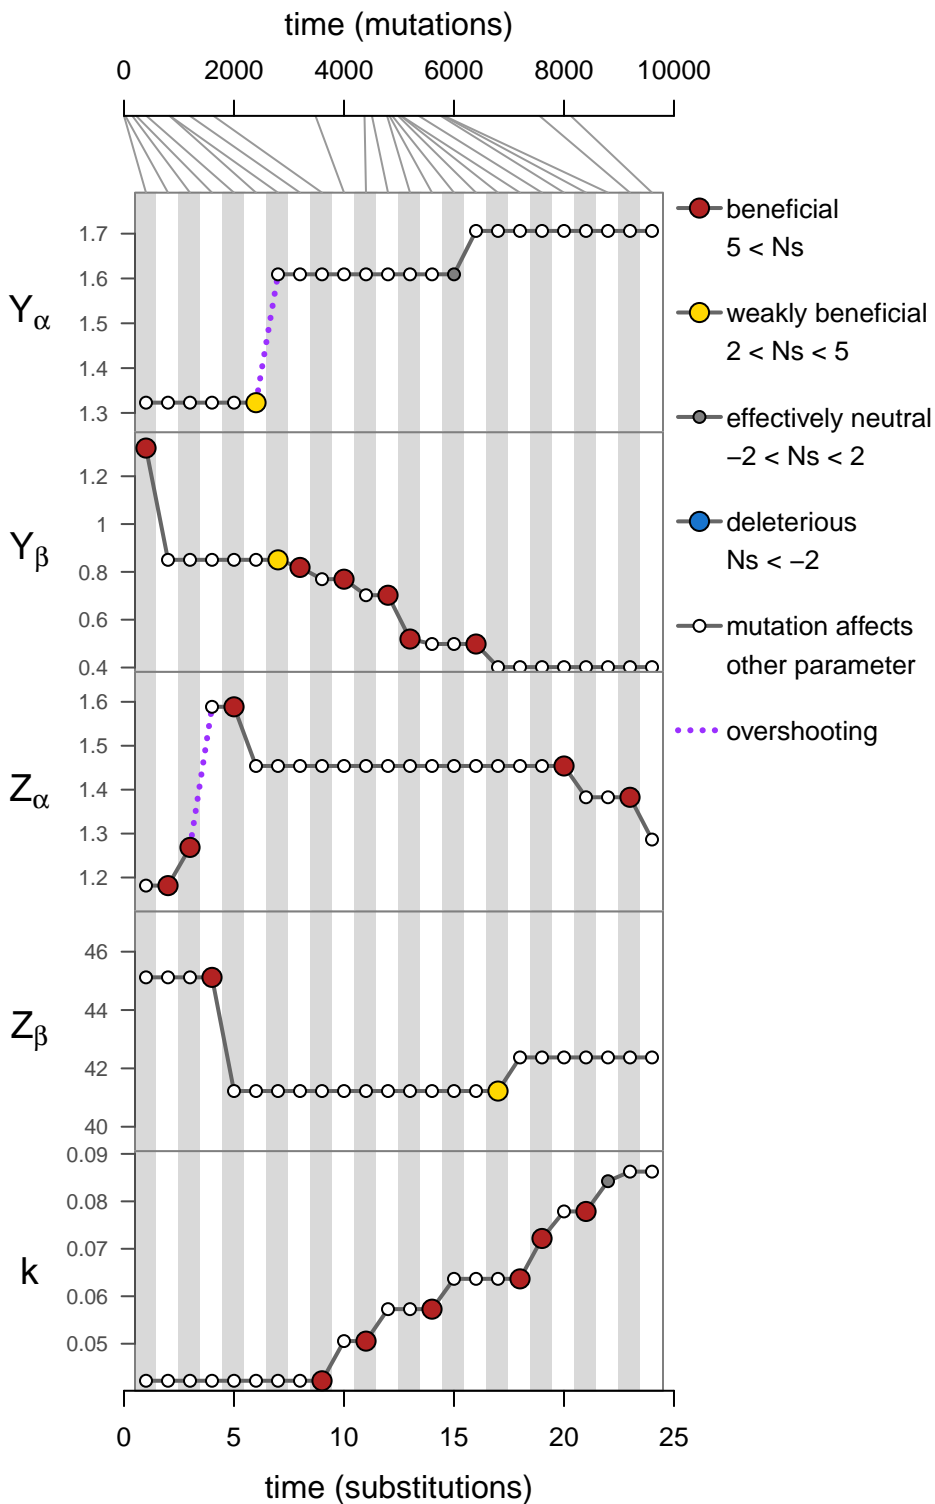 time (mutations)
0 2000 4000 6000 8000 10000
Yα
1.7
1.6
1.5
1.4
1.3
Yβ
1.2
1
0.8
0.6
0.4
Zα
1.6
1.5
1.4
1.3
1.2
Zβ
46
44
42
40
k
0.09
0.08
0.07
0.06
0.05
0 5 10 15 20 25
time (substitutions)
beneficial
5 < Ns
weakly beneficial
2 < Ns < 5
effectively neutral
−2 < Ns < 2
deleterious
Ns < −2
mutation affects
other parameter
overshooting